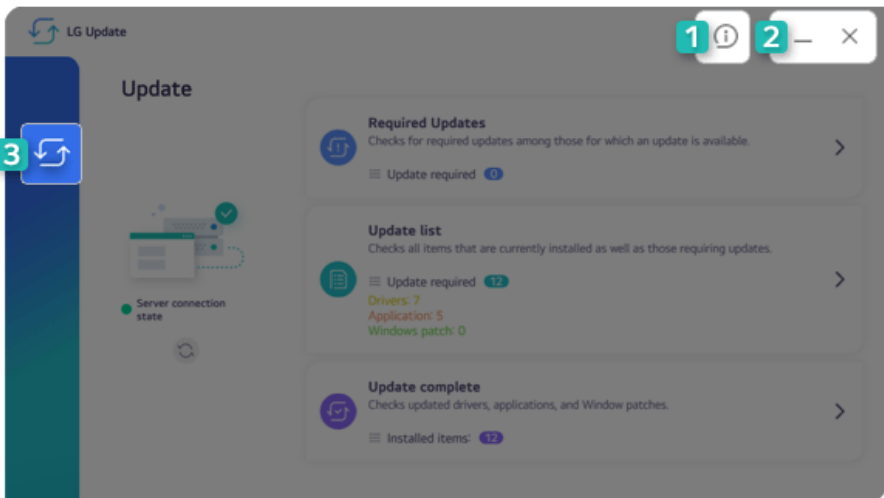 LG Update
1
2
Update
3
Required Updates
Checks for required updates among those for which an update is available.
Update required 0
Update list
Checks all items that are currently installed as well as those requiring updates.
Update required 12
Drivers: 7
Application: 5
Windows patch: 0
Server connection
state
Update complete
Checks updated drivers, applications, and Window patches.
Installed items: 12